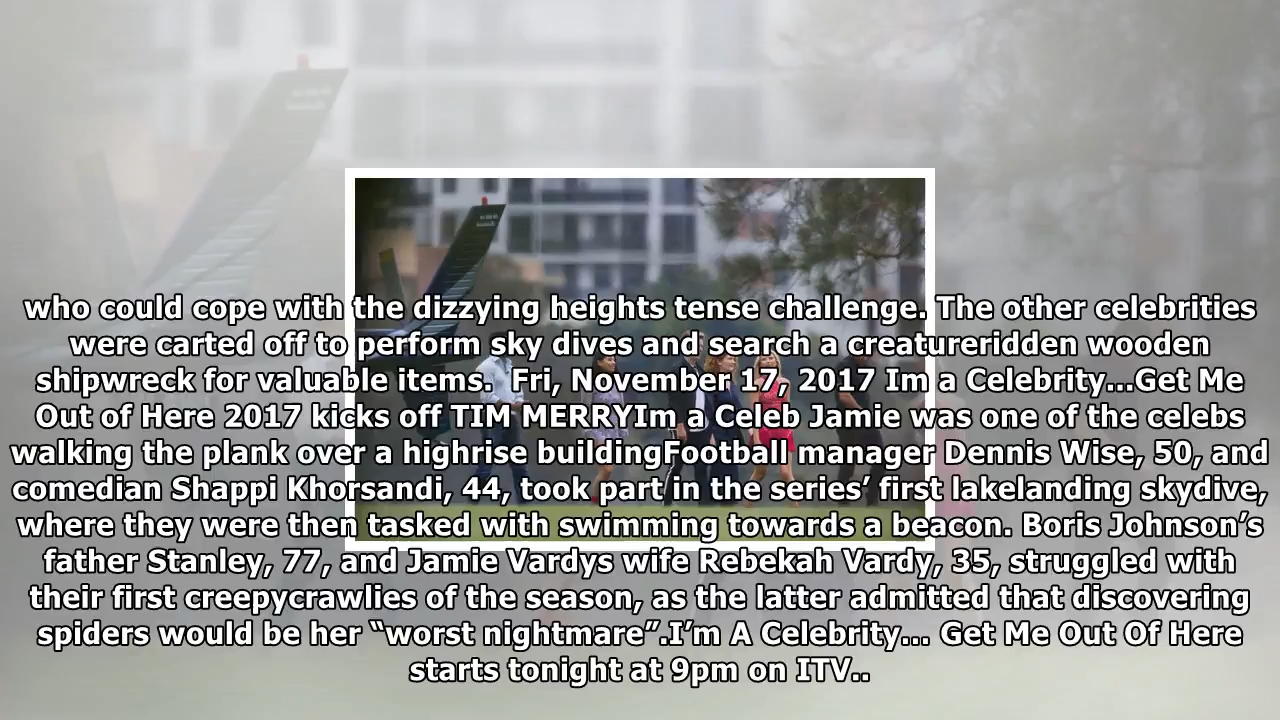 who could cope with the dizzying heights tense challenge. The other celebrities
were carted off to perform sky dives and search a creatureridden wooden
shipwreck for valuable items.  Fri, November 17, 2017 Im a Celebrity...Get Me
Out of Here 2017 kicks off TIM MERRYIm a Celeb Jamie was one of the celebs
walking the plank over a highrise buildingFootball manager Dennis Wise, 50, and
comedian Shappi Khorsandi, 44, took part in the series’ first lakelanding skydive,
where they were then tasked with swimming towards a beacon. Boris Johnson’s
father Stanley, 77, and Jamie Vardys wife Rebekah Vardy, 35, struggled with
their first creepycrawlies of the season, as the latter admitted that discovering
spiders would be her “worst nightmare”.I’m A Celebrity... Get Me Out Of Here
starts tonight at 9pm on ITV..